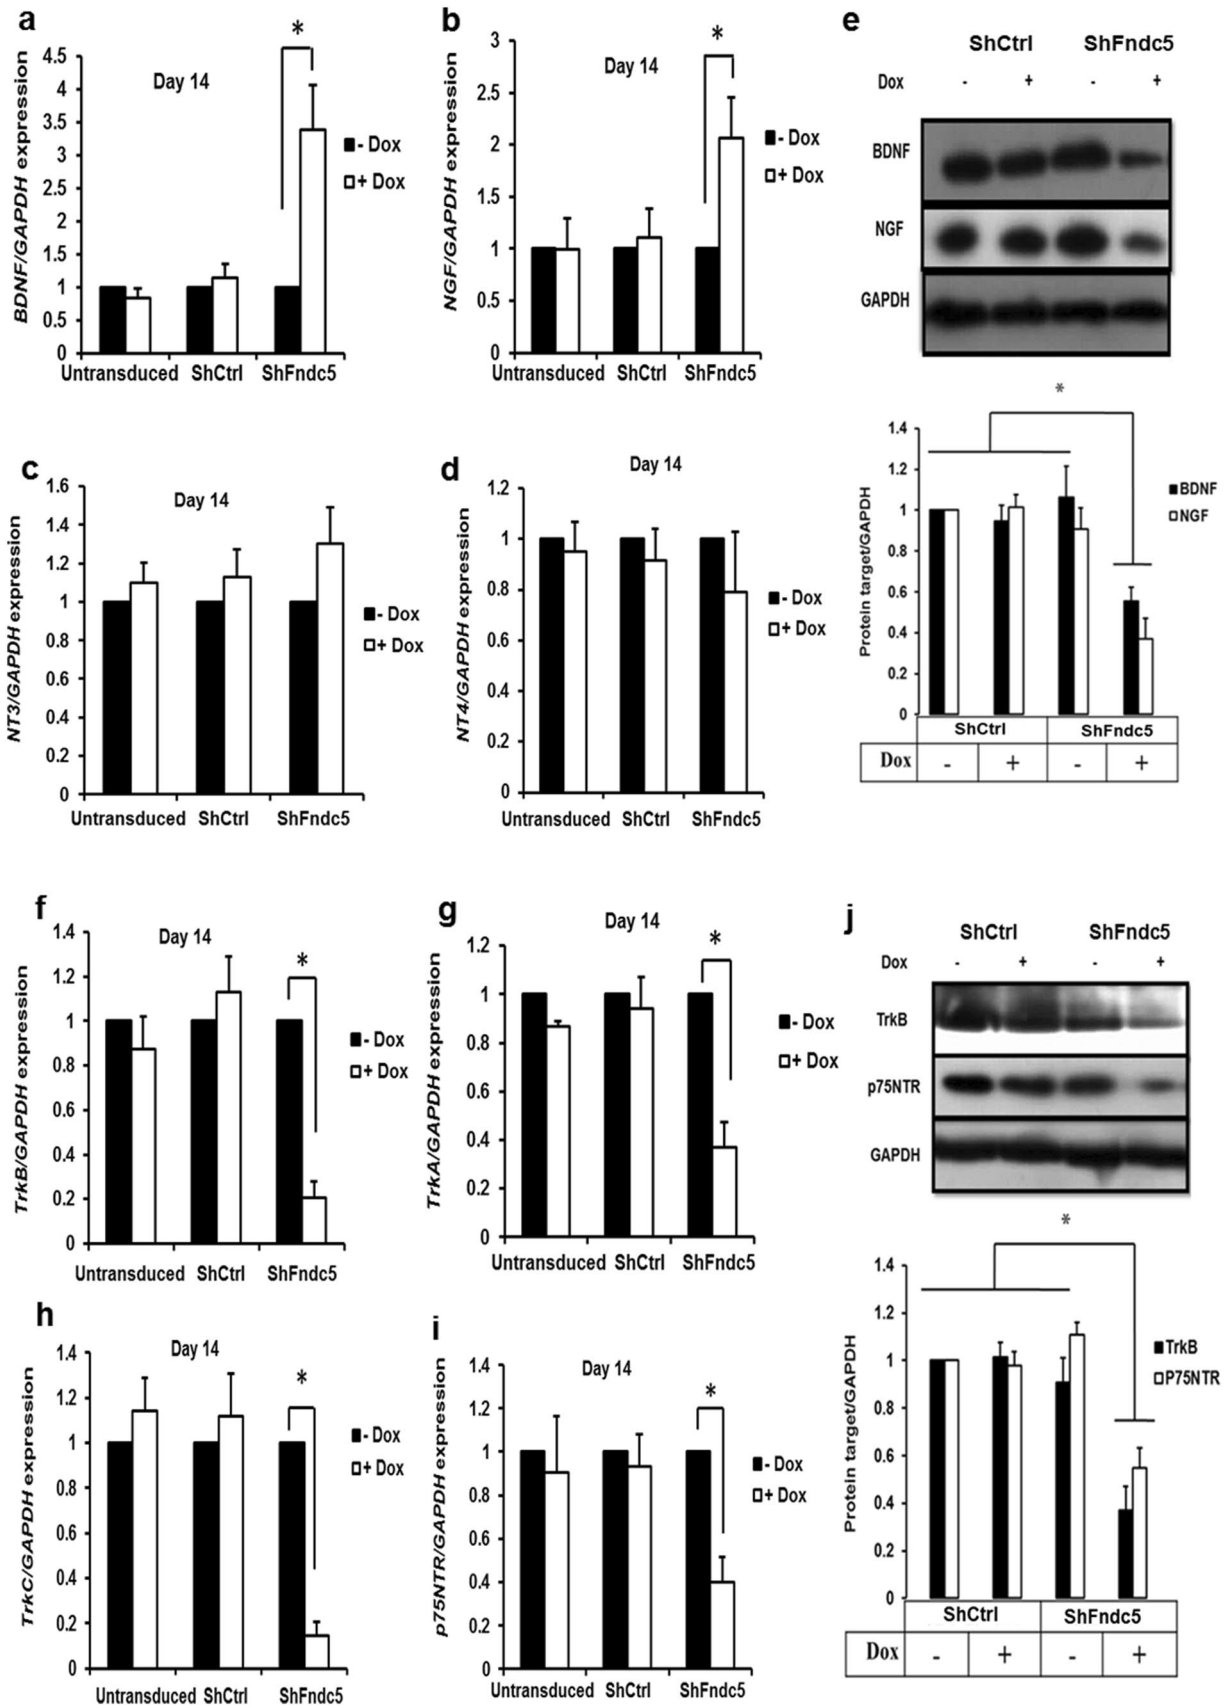 a
*
Day 14
BDNF/GAPDH expression
4.5
4
3.5
3
2.5
2
1.5
1
0.5
0
- Dox
+ Dox
Untransduced ShCtrl ShFndc5
b
*
Day 14
NGF/GAPDH expression
3
2.5
2
1.5
1
0.5
0
- Dox
+ Dox
Untransduced ShCtrl ShFndc5
c
Day 14
NT3/GAPDH expression
1.6
1.4
1.2
1
0.8
0.6
0.4
0.2
0
- Dox
+ Dox
Untransduced ShCtrl ShFndc5
d
Day 14
NT4/GAPDH expression
1.2
1
0.8
0.6
0.4
0.2
0
- Dox
+ Dox
Untransduced ShCtrl ShFndc5
e
ShCtrl ShFndc5
Dox - + - +
BDNF
NGF
GAPDH
*
Protein target/GAPDH
1.4
1.2
1
0.8
0.6
0.4
0.2
0
BDNF
NGF
ShCtrl ShFndc5
Dox - + - +
f
Day 14
*
TrkB/GAPDH expression
1.4
1.2
1
0.8
0.6
0.4
0.2
0
- Dox
+ Dox
Untransduced ShCtrl ShFndc5
g
Day 14
*
TrkA/GAPDH expression
1.2
1
0.8
0.6
0.4
0.2
0
- Dox
+ Dox
Untransduced ShCtrl ShFndc5
h
Day 14
*
TrkC/GAPDH expression
1.4
1.2
1
0.8
0.6
0.4
0.2
0
- Dox
+ Dox
Untransduced ShCtrl ShFndc5
i
Day 14
*
p75NTR/GAPDH expression
1.4
1.2
1
0.8
0.6
0.4
0.2
0
- Dox
+ Dox
Untransduced ShCtrl ShFndc5
j
ShCtrl ShFndc5
Dox - + - +
TrkB
p75NTR
GAPDH
*
Protein target/GAPDH
1.4
1.2
1
0.8
0.6
0.4
0.2
0
TrkB
P75NTR
ShCtrl ShFndc5
Dox - + - +